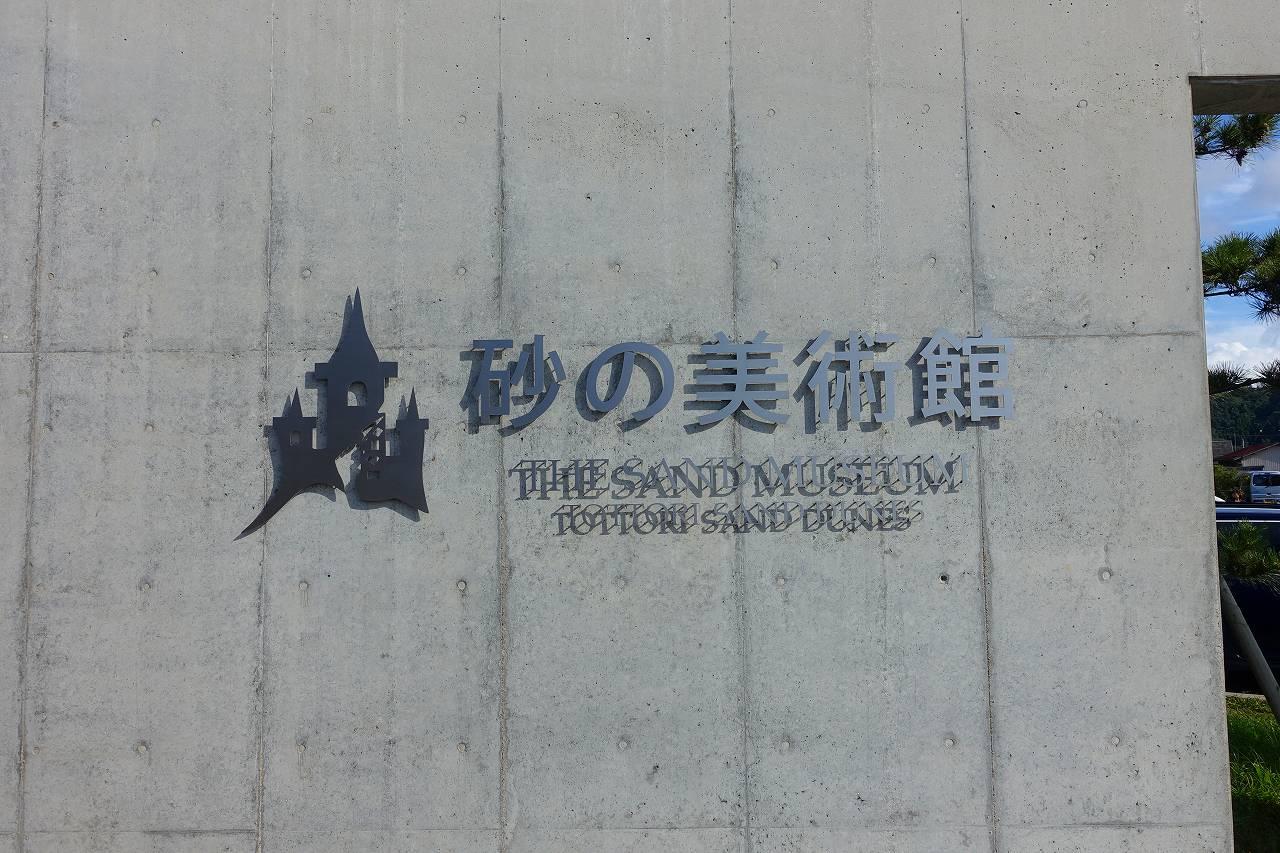 砂の美術館
THE SAND MUSEUM
TOTTORI SAND DUNES